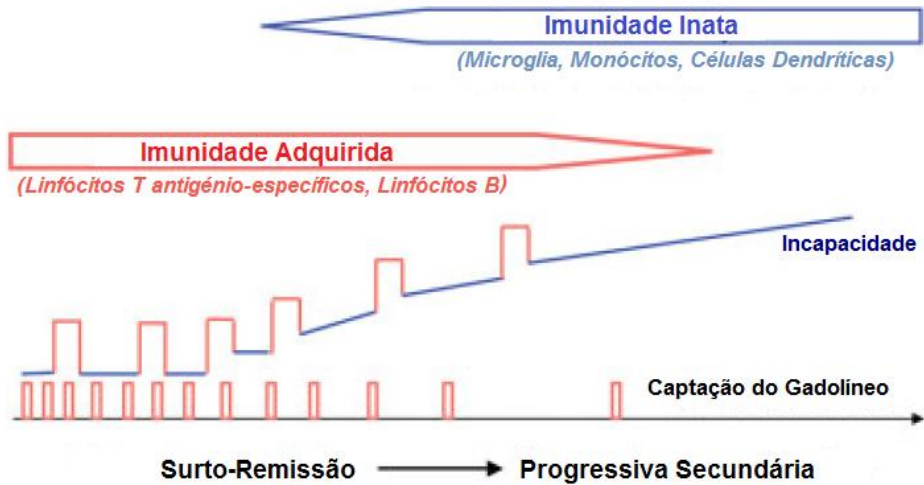 Imunidade Inata
(Microglia, Monócitos, Células Dendríticas)
Imunidade Adquirida
(Linfócitos T antigénio-específicos, Linfócitos B)
Incapacidade
Captação do Gadolíneo
Surto-Remissão
Progressiva Secundária